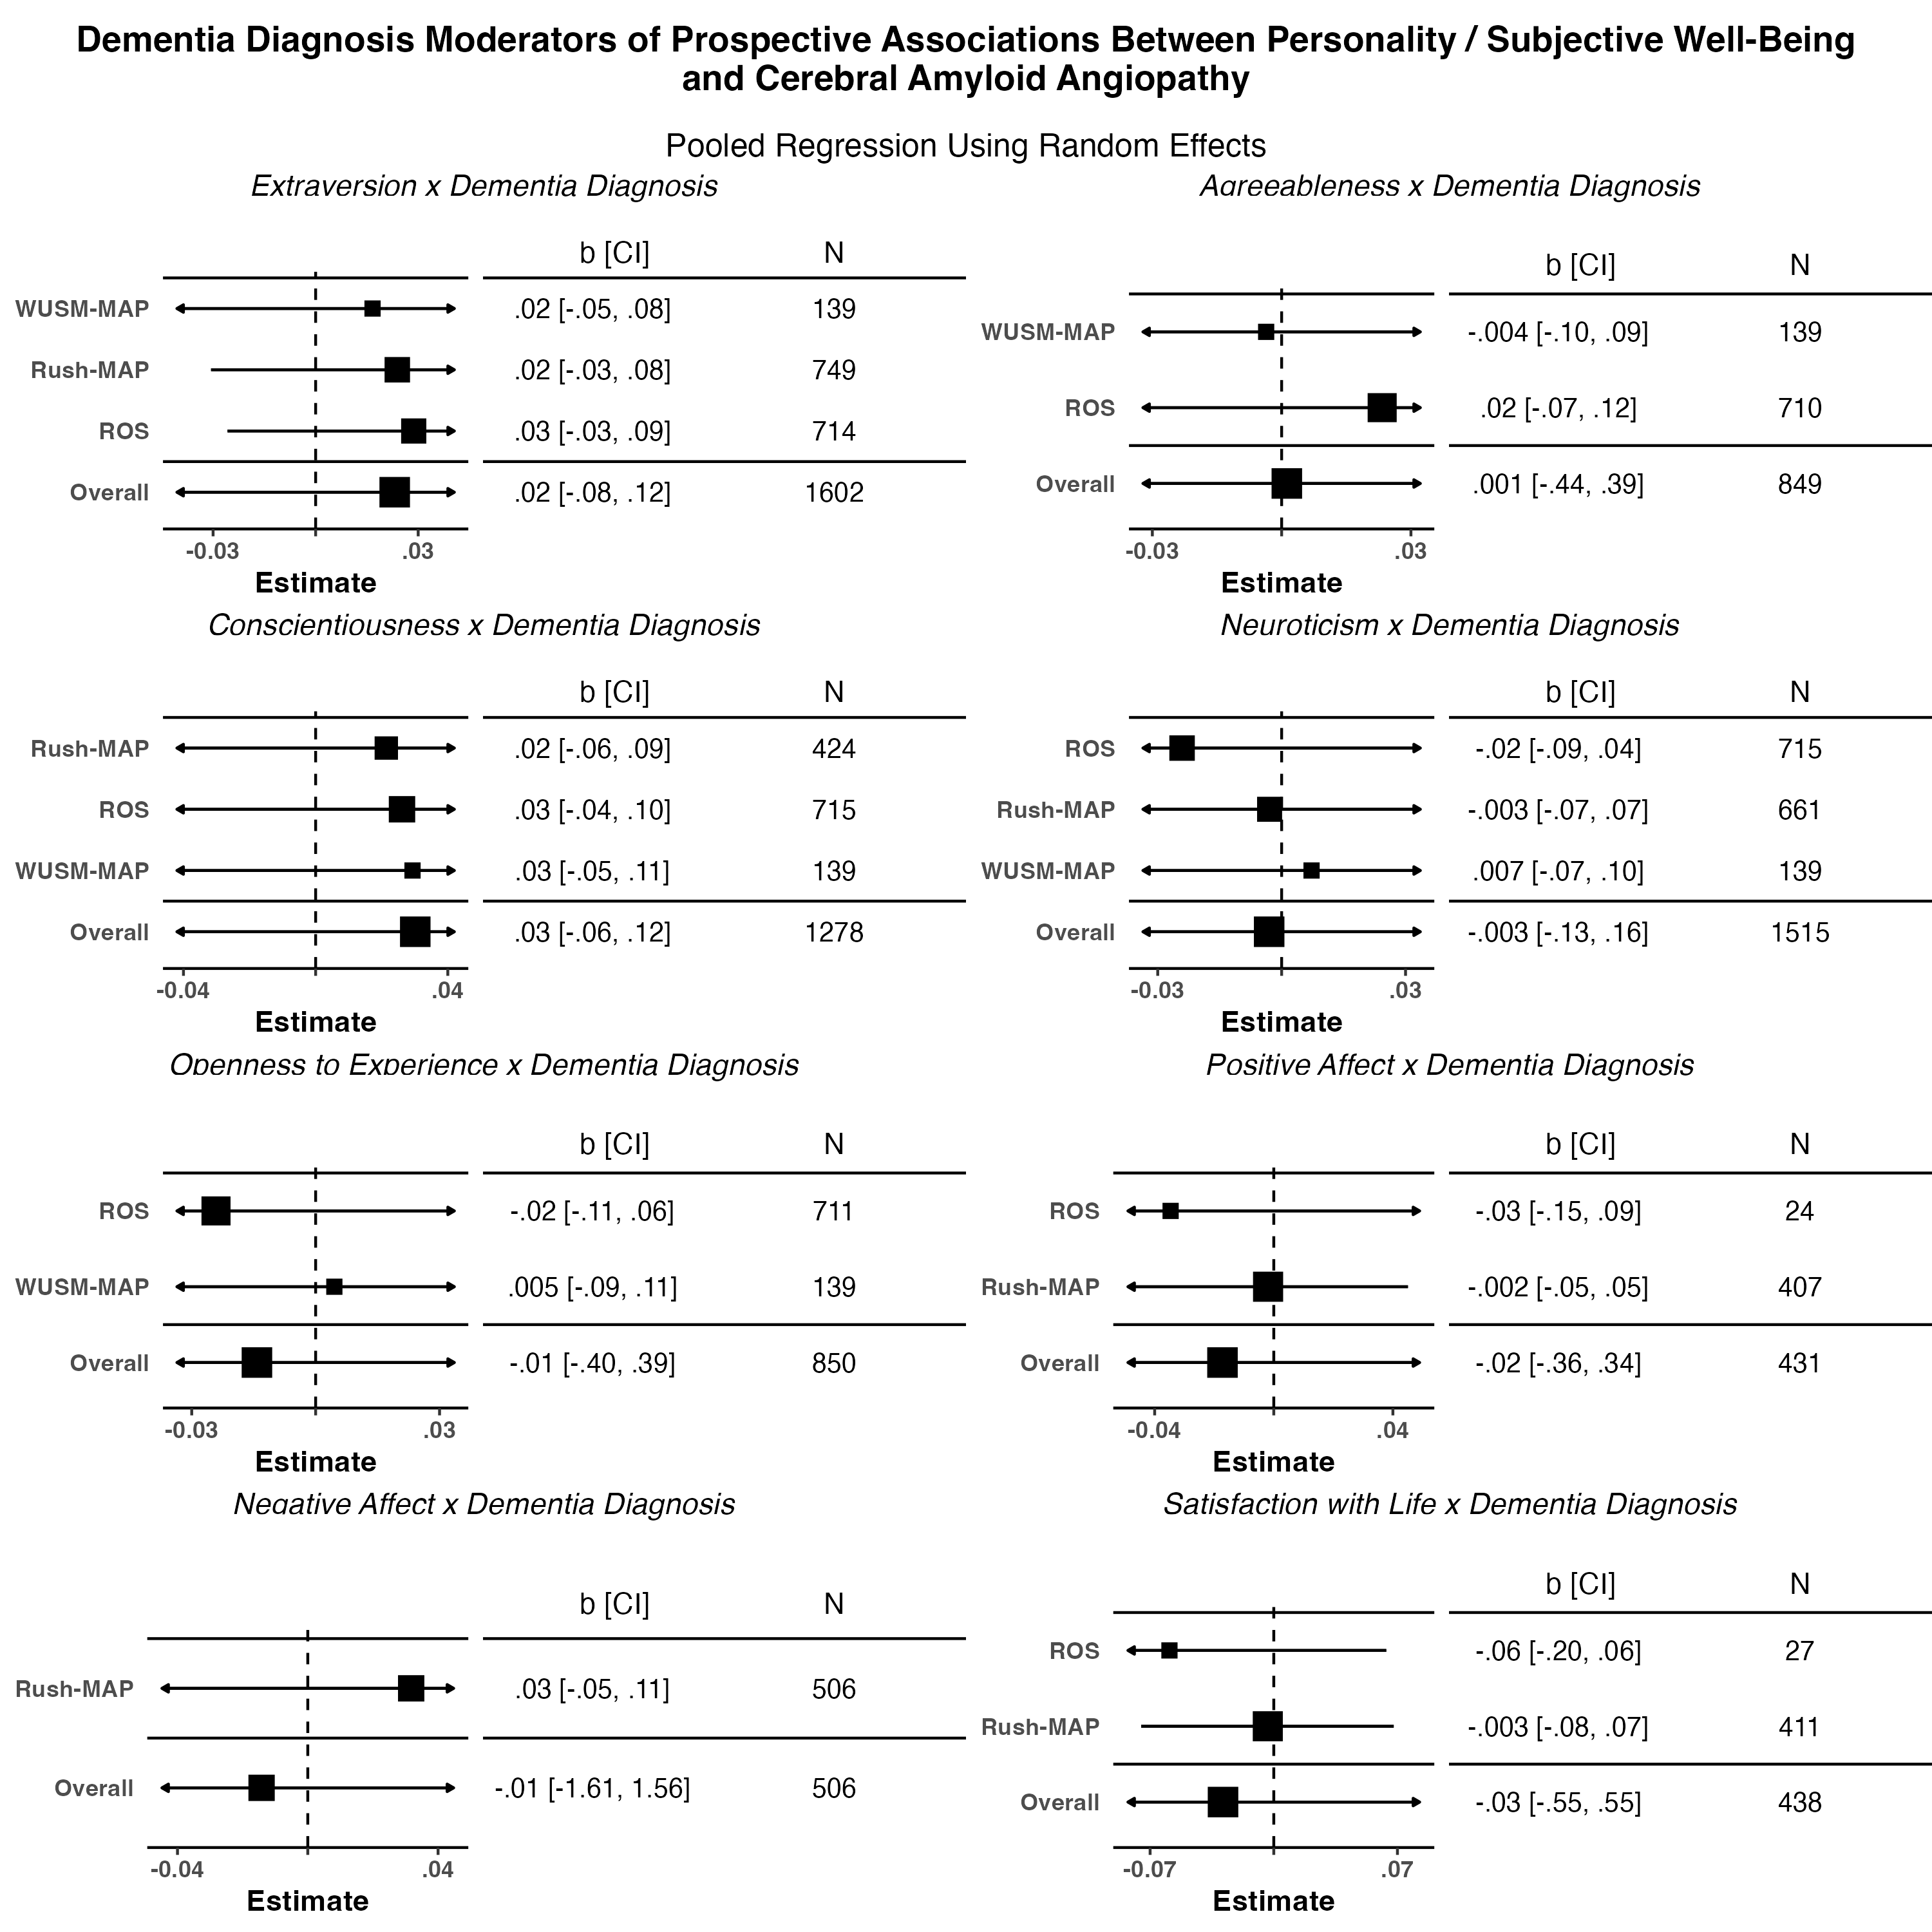 Dementia Diagnosis Moderators of Prospective Associations Between Personality / Subjective Well-Being
and Cerebral Amyloid Angiopathy
Pooled Regression Using Random Effects
Extraversion x Dementia Diagnosis
b [CI] N
WUSM-MAP .02 [-.05, .08] 139
Rush-MAP .02 [-.03, .08] 749
ROS .03 [-.03, .09] 714
Overall .02 [-.08, .12] 1602
-0.03 .03
Estimate
Agreeableness x Dementia Diagnosis
b [CI] N
WUSM-MAP -.004 [-.10, .09] 139
ROS .02 [-.07, .12] 710
Overall .001 [-.44, .39] 849
-0.03 .03
Estimate
Conscientiousness x Dementia Diagnosis
b [CI] N
Rush-MAP .02 [-.06, .09] 424
ROS .03 [-.04, .10] 715
WUSM-MAP .03 [-.05, .11] 139
Overall .03 [-.06, .12] 1278
-0.04 .04
Estimate
Neuroticism x Dementia Diagnosis
b [CI] N
ROS -.02 [-.09, .04] 715
Rush-MAP -.003 [-.07, .07] 661
WUSM-MAP .007 [-.07, .10] 139
Overall -.003 [-.13, .16] 1515
-0.03 .03
Estimate
Openness to Experience x Dementia Diagnosis
b [CI] N
ROS -.02 [-.11, .06] 711
WUSM-MAP .005 [-.09, .11] 139
Overall -.01 [-.40, .39] 850
-0.03 .03
Estimate
Positive Affect x Dementia Diagnosis
b [CI] N
ROS -.03 [-.15, .09] 24
Rush-MAP -.002 [-.05, .05] 407
Overall -.02 [-.36, .34] 431
-0.04 .04
Estimate
Negative Affect x Dementia Diagnosis
b [CI] N
Rush-MAP .03 [-.05, .11] 506
Overall -.01 [-1.61, 1.56] 506
-0.04 .04
Estimate
Satisfaction with Life x Dementia Diagnosis
b [CI] N
ROS -.06 [-.20, .06] 27
Rush-MAP -.003 [-.08, .07] 411
Overall -.03 [-.55, .55] 438
-0.07 .07
Estimate